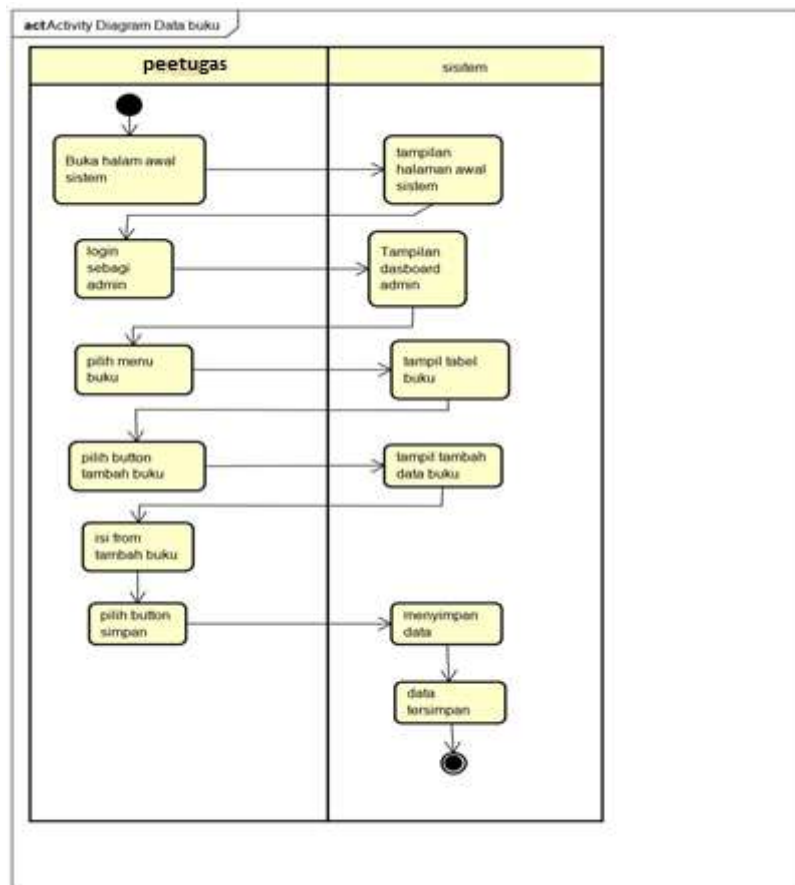 actActivity Diagram Data buku
peetugas
sisitem
Buka halam awal
sistem
tampilan
halaman awal
sistem
login
sebagi
admin
Tampilan
dasboard
admin
pilih menu
buku
tampil tabel
buku
pilih button
tambah buku
tampil tambah
data buku
isi from
tambah buku
pilih button
simpan
menyimpan
data
data
tersimpan